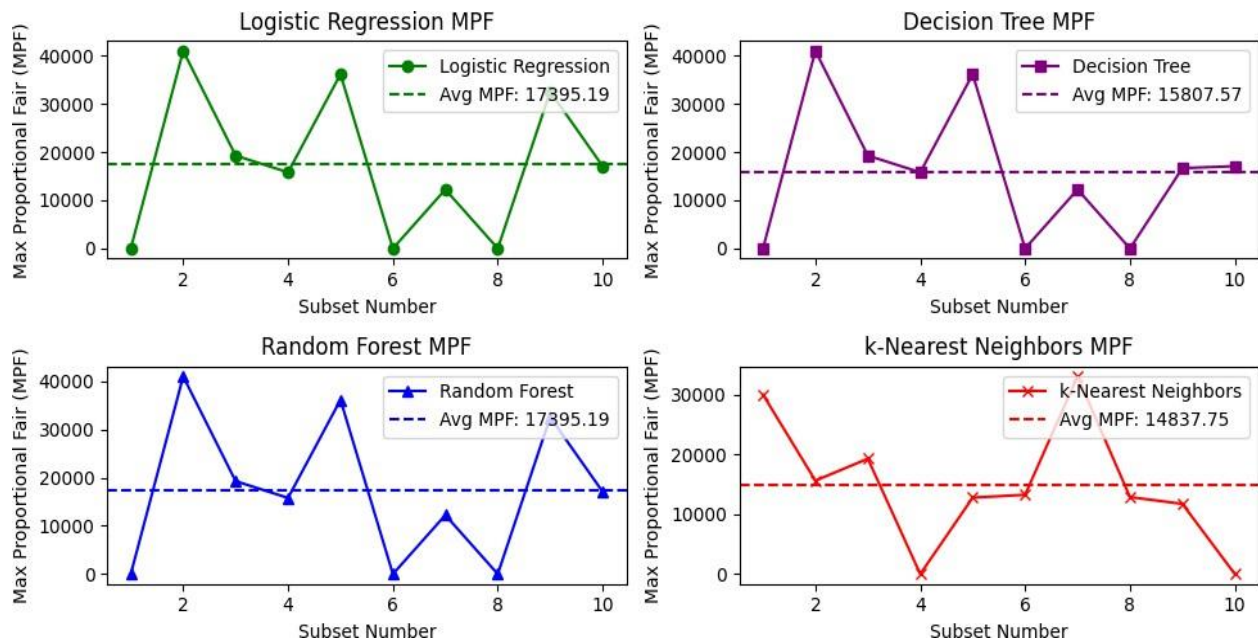 Logistic Regression MPF
Max Proportional Fair (MPF)
40000
30000
20000
10000
0
Logistic Regression
Avg MPF: 17395.19
2
4
6
8
10
Subset Number
Decision Tree MPF
Max Proportional Fair (MPF)
40000
30000
20000
10000
0
Decision Tree
Avg MPF: 15807.57
2
4
6
8
10
Subset Number
Random Forest MPF
Max Proportional Fair (MPF)
40000
30000
20000
10000
0
Random Forest
Avg MPF: 17395.19
2
4
6
8
10
Subset Number
k-Nearest Neighbors MPF
Max Proportional Fair (MPF)
30000
20000
10000
0
k-Nearest Neighbors
Avg MPF: 14837.75
2
4
6
8
10
Subset Number